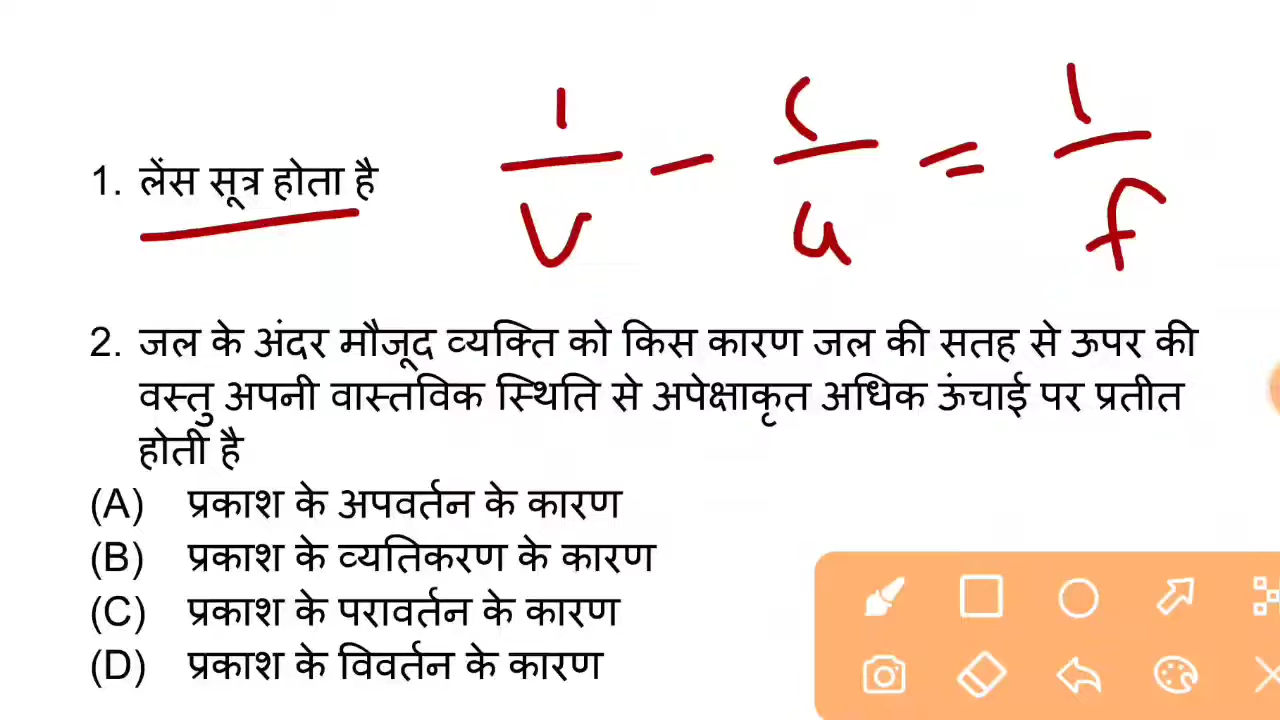 1. लेंस सूत्र होता है
1/v - 1/u = 1/f
2. जल के अंदर मौजूद व्यक्ति को किस कारण जल की सतह से ऊपर की
वस्तु अपनी वास्तविक स्थिति से अपेक्षाकृत अधिक ऊंचाई पर प्रतीत
होती है
(A) प्रकाश के अपवर्तन के कारण
(B) प्रकाश के व्यतिकरण के कारण
(C) प्रकाश के परावर्तन के कारण
(D) प्रकाश के विवर्तन के कारण